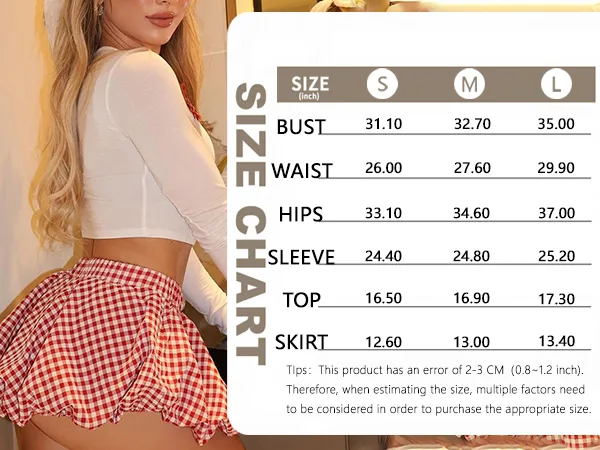 SIZE CHART
SIZE S M L
(inch)
BUST 31.10 32.70 35.00
WAIST 26.00 27.60 29.90
HIPS 33.10 34.60 37.00
SLEEVE 24.40 24.80 25.20
TOP 16.50 16.90 17.30
SKIRT 12.60 13.00 13.40
TIps: This product has an error of 2-3 CM (0.8~1.2 inch).
Therefore, when estimating the size, multiple factors need
to be considered in order to purchase the appropriate size.